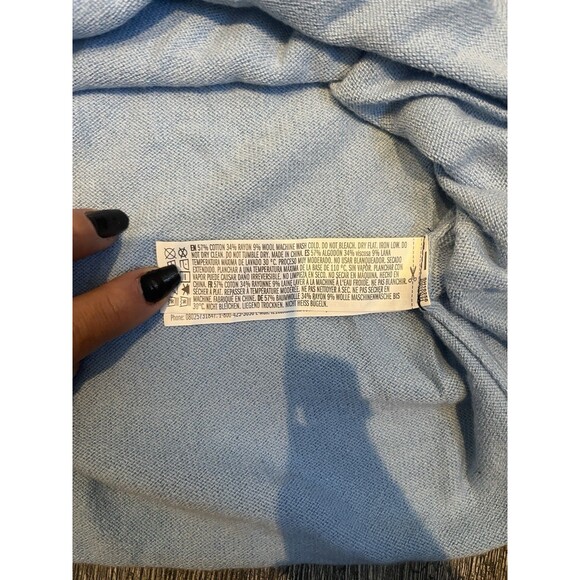 EN 57% COTTON 34% RAYON 9% WOOL MACHINE WASH COLD. DO NOT BLEACH. DRY FLAT. IRON LOW. DO
NOT DRY CLEAN. DO NOT TUMBLE DRY. MADE IN CHINA. ES 57% ALGODÓN 34% viscosa 9% LANA
TEMPERATURA MÁXIMA DE LAVADO 30 °C. PROCESO MUY MODERADO. NO USAR BLANQUEADOR. SECADO
EXTENDIDO. PLANCHAR A UNA TEMPERATURA MÁXIMA DE LA BASE DE 110 °C. SIN VAPOR. PLANCHAR CON
VAPOR PUEDE CAUSAR DAÑO IRREVERSIBLE. NO LAVAR EN SECO. NO SECAR EN MÁQUINA. HECHO EN
CHINA. FR 57% COTON 34% RAYONNE 9% LAINE LAVER À LA MACHINE À L'EAU FROIDE. NE PAS BLANCHIR.
SÉCHER À PLAT. REPASSER À TEMPÉRATURE MINIMALE. NE PAS NETTOYER À SEC. NE PAS SÉCHER À LA
MACHINE. FABRIQUÉ EN CHINE. DE 57% BAUMWOLLE 34% RAYON 9% WOLLE MASCHINENWÄSCHE BIS
30°C. NICHT BLEICHEN. LIEGEND TROCKNEN. NICHT HEISS BÜGELN.
Phone: